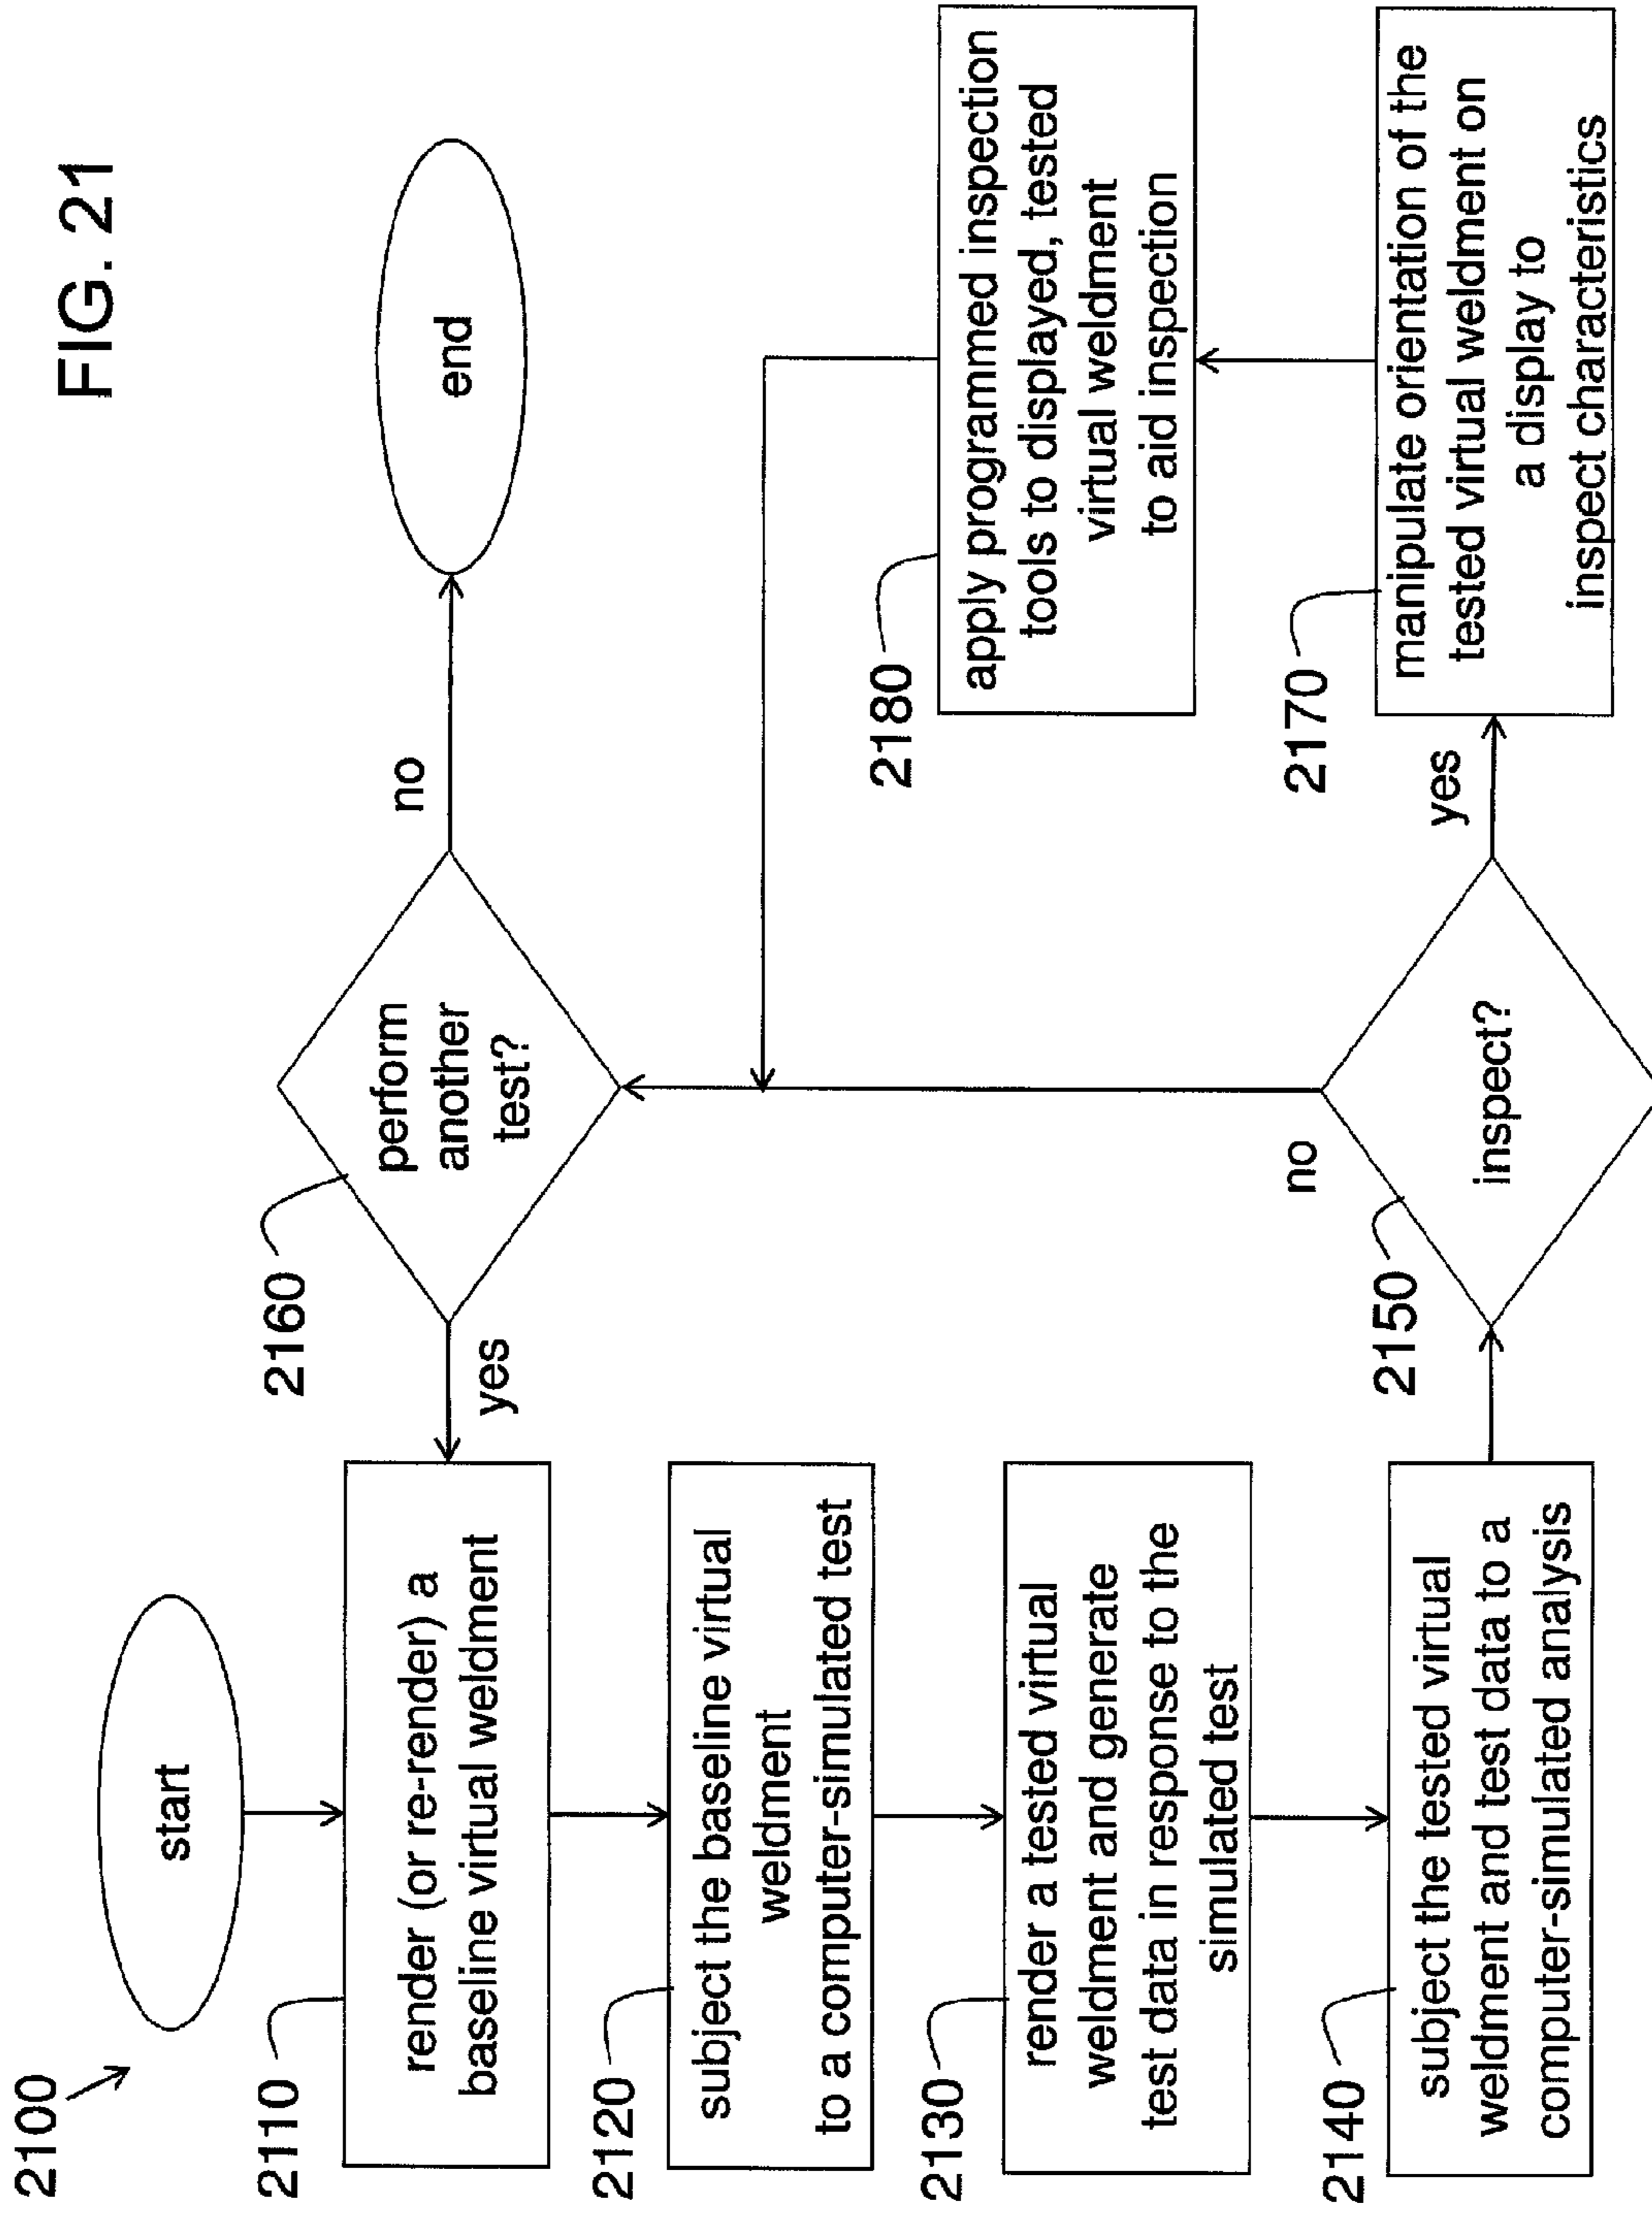 FIG. 21
2100
start
2110
render (or re-render) a
baseline virtual weldment
2120
subject the baseline virtual
weldment
to a computer-simulated test
2130
render a tested virtual
weldment and generate
test data in response to the
simulated test
2140
subject the tested virtual
weldment and test data to a
computer-simulated analysis
2150
inspect?
no
yes
2160
perform
another
test?
yes
no
end
2170
manipulate orientation of the
tested virtual weldment on
a display to
inspect characteristics
2180
apply programmed inspection
tools to displayed, tested
virtual weldment
to aid inspection